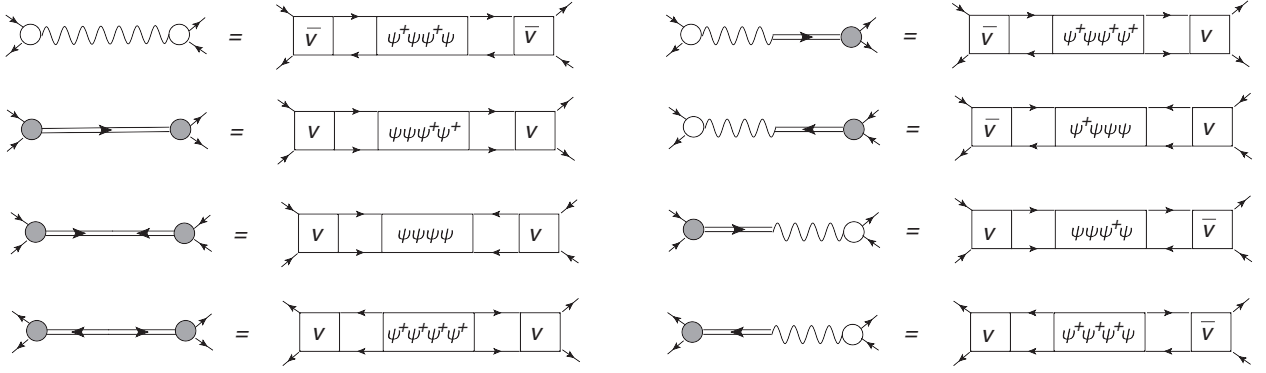 = V̄ ψ⁺ψψ⁺ψ V̄ = V̄ ψ⁺ψψ⁺ψ⁺ V
= V ψψψ⁺ψ⁺ V = V̄ ψ⁺ψψψ V
= V ψψψψ V = V ψψψ⁺ψ V̄
= V ψ⁺ψ⁺ψ⁺ψ⁺ V = V ψ⁺ψ⁺ψ⁺ψ V̄